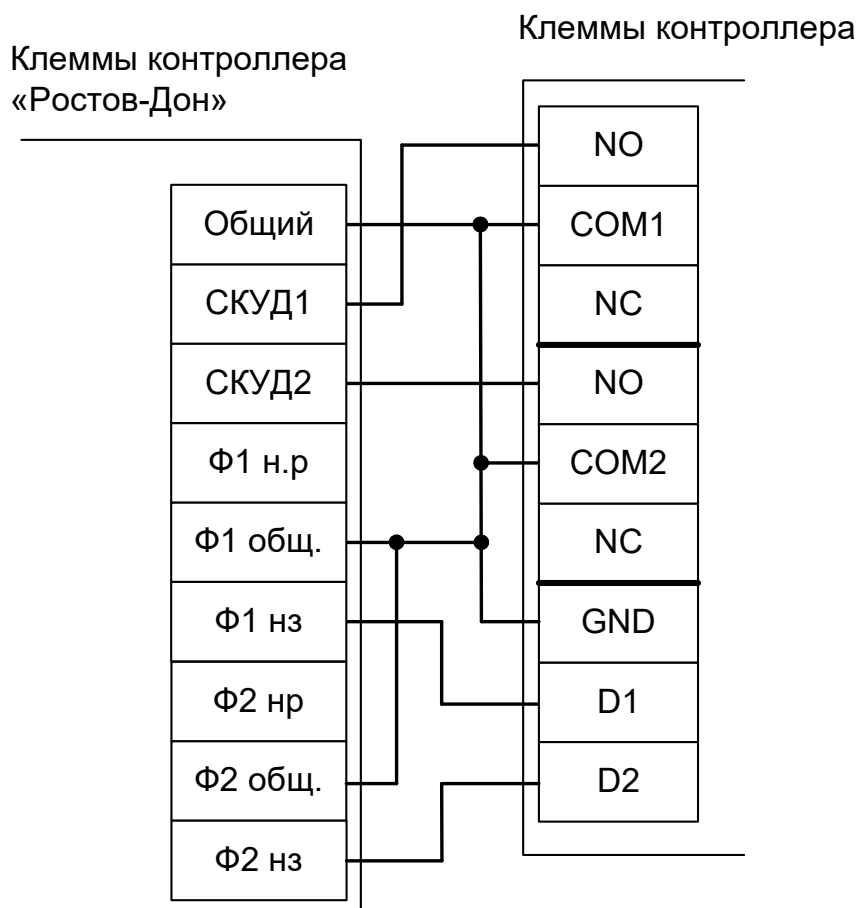 Клеммы контроллера
«Ростов-Дон»
Общий
СКУД1
СКУД2
Ф1 н.р
Ф1 общ.
Ф1 нз
Ф2 нр
Ф2 общ.
Ф2 нз
Клеммы контроллера
NO
COM1
NC
NO
COM2
NC
GND
D1
D2